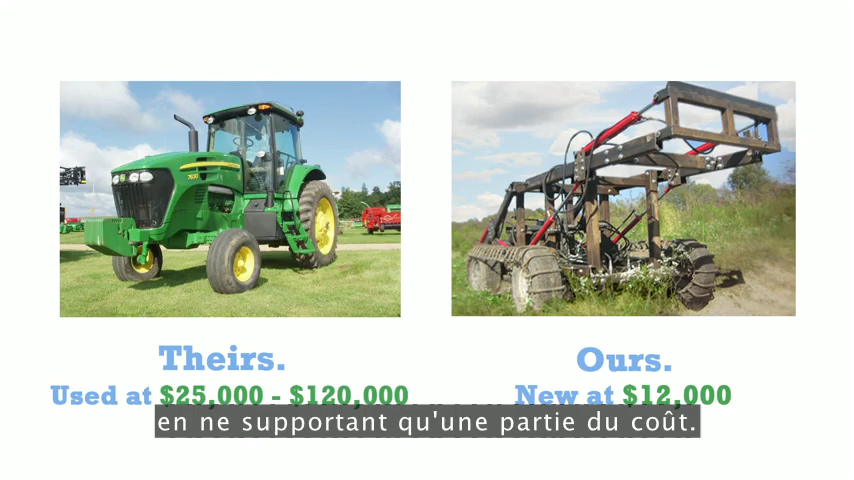 7630
Theirs.
Ours.
Used at $25,000 - $120,000
New at $12,000
en ne supportant qu'une partie du coût.